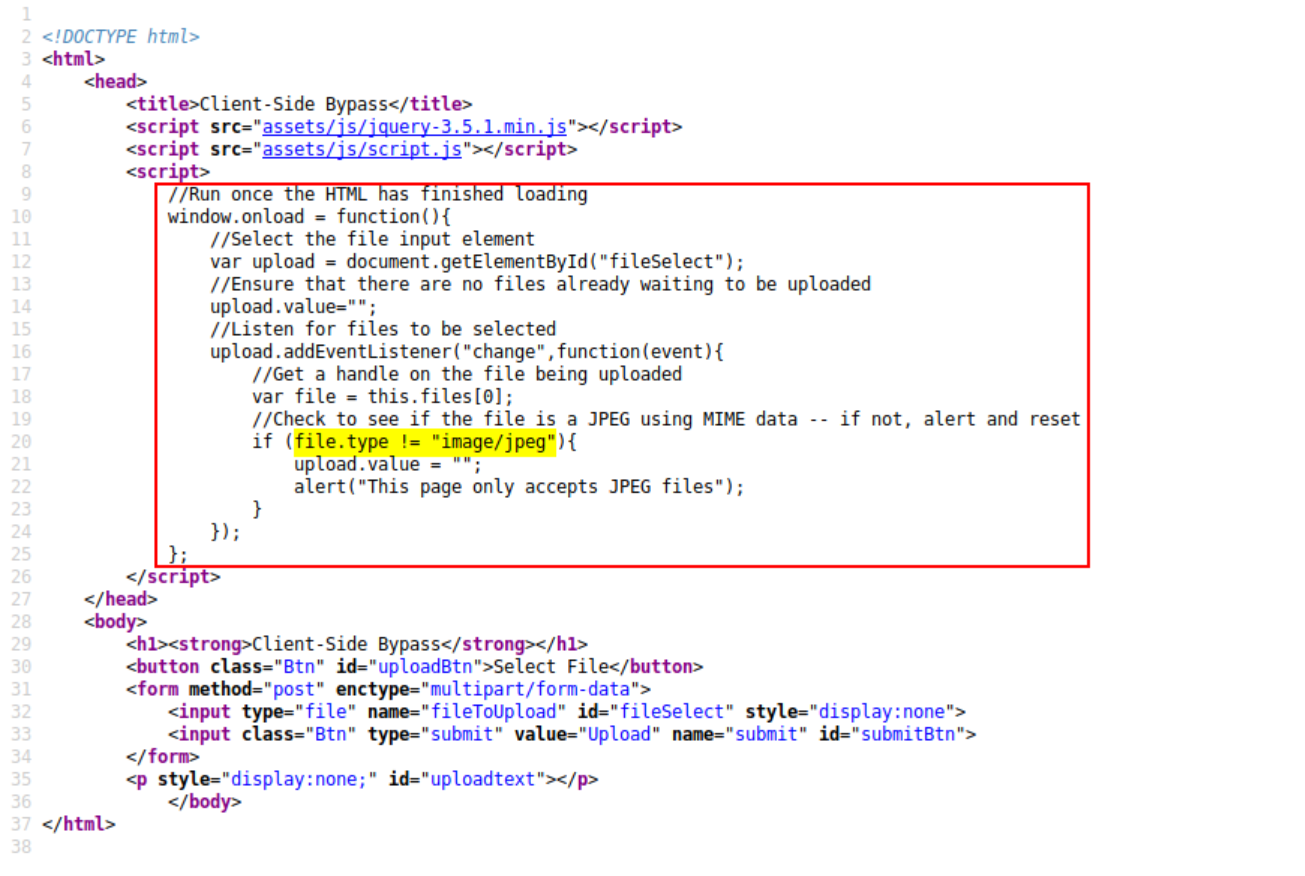 1
2 <!DOCTYPE html>
3 <html>
4     <head>
5         <title>Client-Side Bypass</title>
6         <script src="assets/js/jquery-3.5.1.min.js"></script>
7         <script src="assets/js/script.js"></script>
8         <script>
9             //Run once the HTML has finished loading
10             window.onload = function(){
11                 //Select the file input element
12                 var upload = document.getElementById("fileSelect");
13                 //Ensure that there are no files already waiting to be uploaded
14                 upload.value="";
15                 //Listen for files to be selected
16                 upload.addEventListener("change",function(event){
17                     //Get a handle on the file being uploaded
18                     var file = this.files[0];
19                     //Check to see if the file is a JPEG using MIME data -- if not, alert and reset
20                     if (file.type != "image/jpeg"){
21                         upload.value = "";
22                         alert("This page only accepts JPEG files");
23                     }
24                 });
25             };
26         </script>
27     </head>
28     <body>
29         <h1><strong>Client-Side Bypass</strong></h1>
30         <button class="Btn" id="uploadBtn">Select File</button>
31         <form method="post" enctype="multipart/form-data">
32             <input type="file" name="fileToUpload" id="fileSelect" style="display:none">
33             <input class="Btn" type="submit" value="Upload" name="submit" id="submitBtn">
34         </form>
35         <p style="display:none;" id="uploadtext"></p>
36             </body>
37 </html>
38